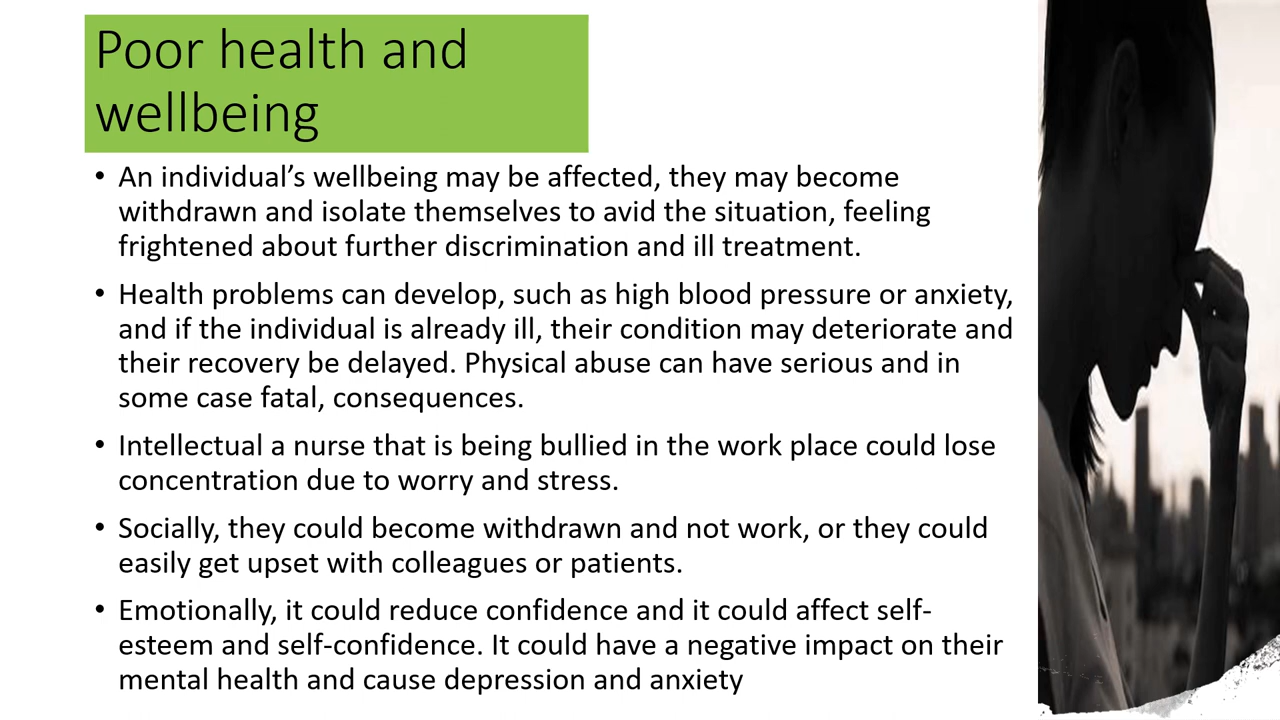 Poor health and
wellbeing
• An individual’s wellbeing may be affected, they may become
withdrawn and isolate themselves to avid the situation, feeling
frightened about further discrimination and ill treatment.
• Health problems can develop, such as high blood pressure or anxiety,
and if the individual is already ill, their condition may deteriorate and
their recovery be delayed. Physical abuse can have serious and in
some case fatal, consequences.
• Intellectual a nurse that is being bullied in the work place could lose
concentration due to worry and stress.
• Socially, they could become withdrawn and not work, or they could
easily get upset with colleagues or patients.
• Emotionally, it could reduce confidence and it could affect self-
esteem and self-confidence. It could have a negative impact on their
mental health and cause depression and anxiety